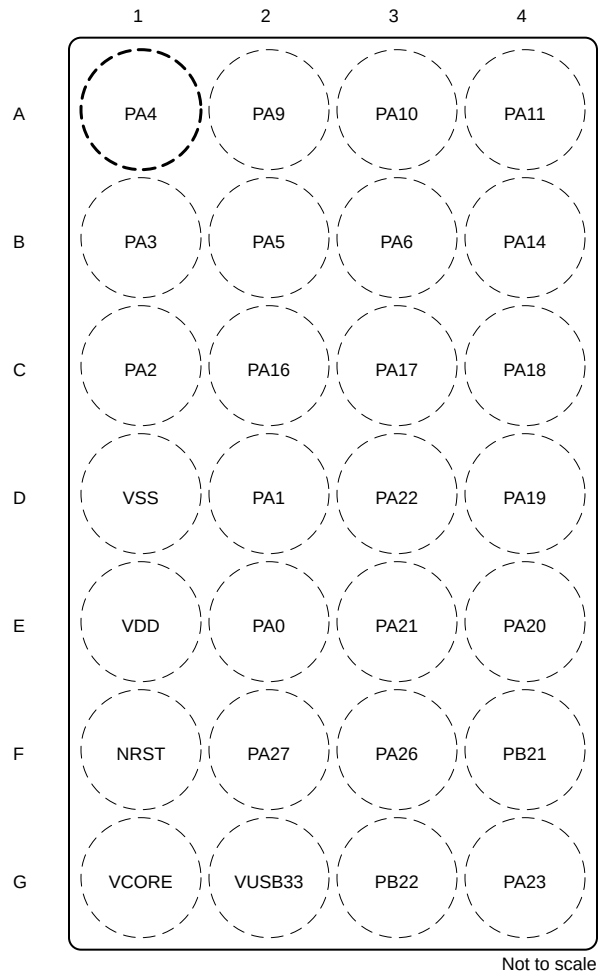 1 2 3 4
A PA4 PA9 PA10 PA11
B PA3 PA5 PA6 PA14
C PA2 PA16 PA17 PA18
D VSS PA1 PA22 PA19
E VDD PA0 PA21 PA20
F NRST PA27 PA26 PB21
G VCORE VUSB33 PB22 PA23
Not to scale